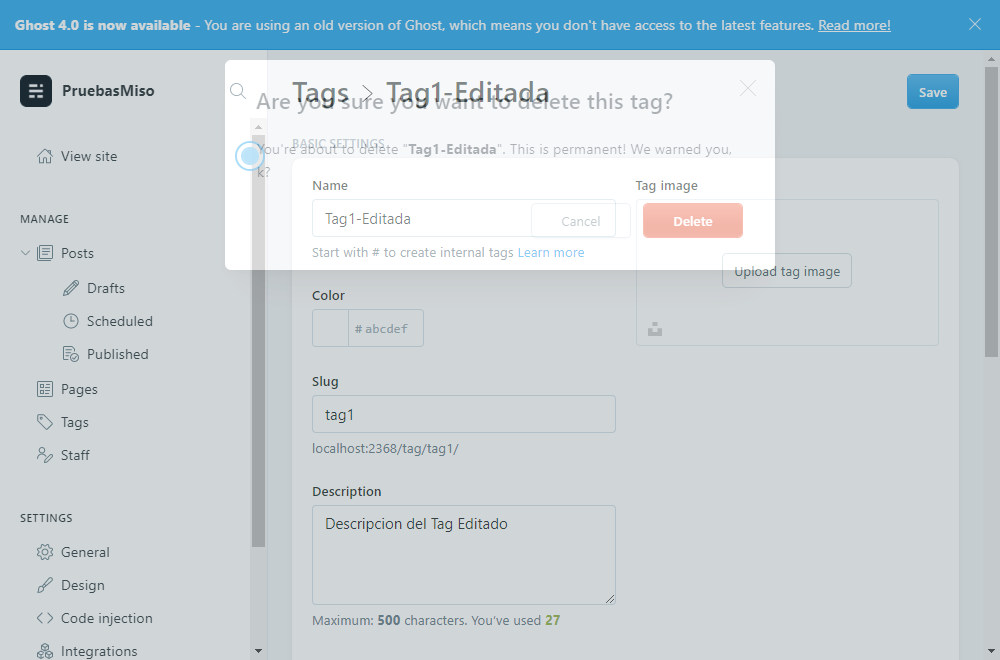 Ghost 4.0 is now available - You are using an old version of Ghost, which means you don't have access to the latest features. Read more!
PruebasMiso
View site
MANAGE
Posts
Drafts
Scheduled
Published
Pages
Tags
Staff
SETTINGS
General
Design
Code injection
Integrations
Tags > Tag1-Editada
Save
Are you sure you want to delete this tag?
BASIC SETTINGS
You're about to delete "Tag1-Editada". This is permanent! We warned you,
k?
Cancel
Delete
Name
Tag1-Editada
Start with # to create internal tags Learn more
Tag image
Upload tag image
Color
# abcdef
Slug
tag1
localhost:2368/tag/tag1/
Description
Descripcion del Tag Editado
Maximum: 500 characters. You've used 27